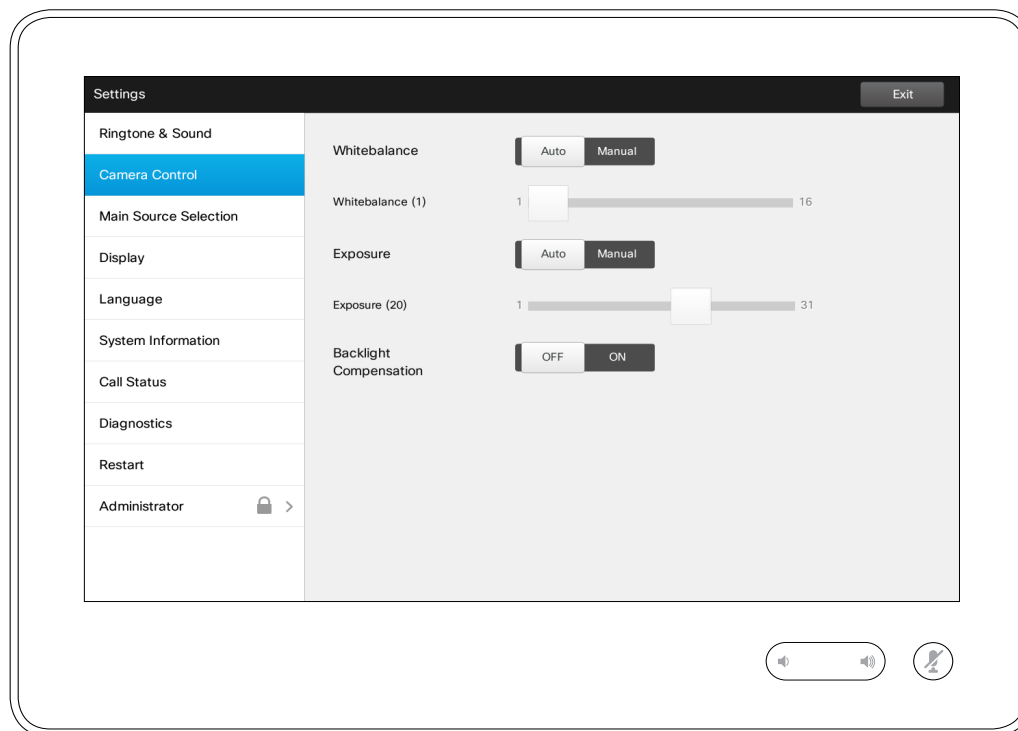 Settings
Exit
Ringtone & Sound
Camera Control
Main Source Selection
Display
Language
System Information
Call Status
Diagnostics
Restart
Administrator
Whitebalance
Auto Manual
Whitebalance (1)
1 16
Exposure
Auto Manual
Exposure (20)
1 31
Backlight
Compensation
OFF ON